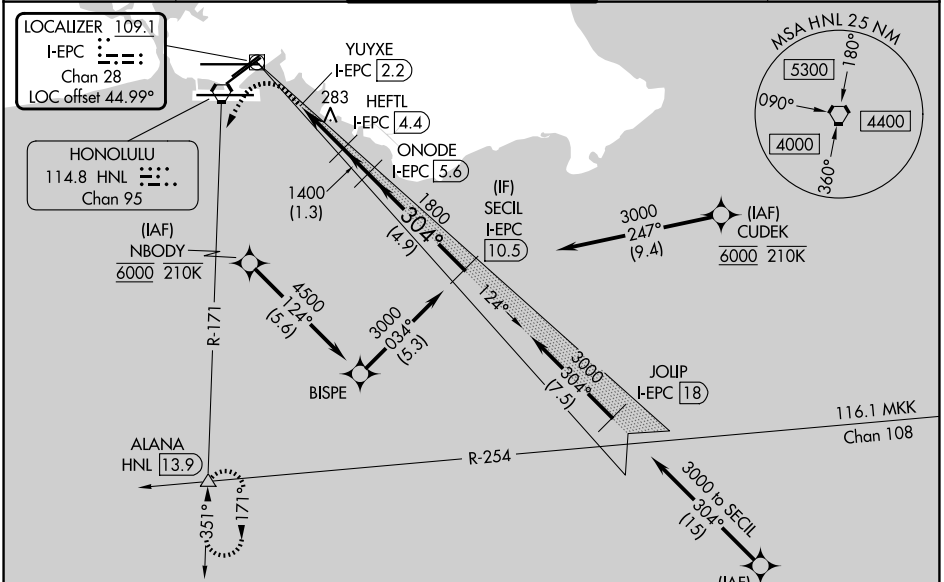 LOCALIZER 109.1
I-EPC
Chan 28
LOC offset 44.99°
HONOLULU
114.8 HNL
Chan 95
YUYXE
I-EPC 2.2
283
HEFTL
I-EPC 4.4
ONODE
I-EPC 5.6
(IF)
SECIL
I-EPC
10.5
1400
(1.3)
1800
304°
(4.9)
MSA HNL 25 NM
5300
180°
090°
4400
4000
360°
3000
247°
(9.4)
(IAF)
CUDEK
6000 210K
(IAF)
NBODY
6000 210K
4500
124°
(5.6)
3000
034°
(5.3)
BISPE
R-171
124°
3000
304°
(7.5)
JOLIP
I-EPC 18
116.1 MKK
Chan 108
R-254
ALANA
HNL 13.9
351°
171°
3000 to SECIL
304°
(15)
(IAF)